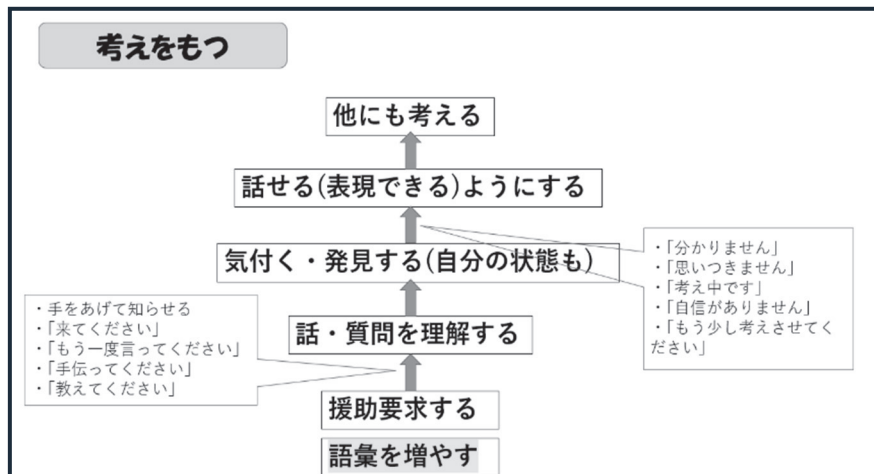 考えをもつ
他にも考える
話せる(表現できる)ようにする
気付く・発見する(自分の状態も)
・「分かりません」
・「思いつきません」
・「考え中です」
・「自信がありません」
・「もう少し考えさせてく
ださい」
・手をあげて知らせる
・「来てください」
・「もう一度言ってください」
・「手伝ってください」
・「教えてください」
話・質問を理解する
援助要求する
語彙を増やす